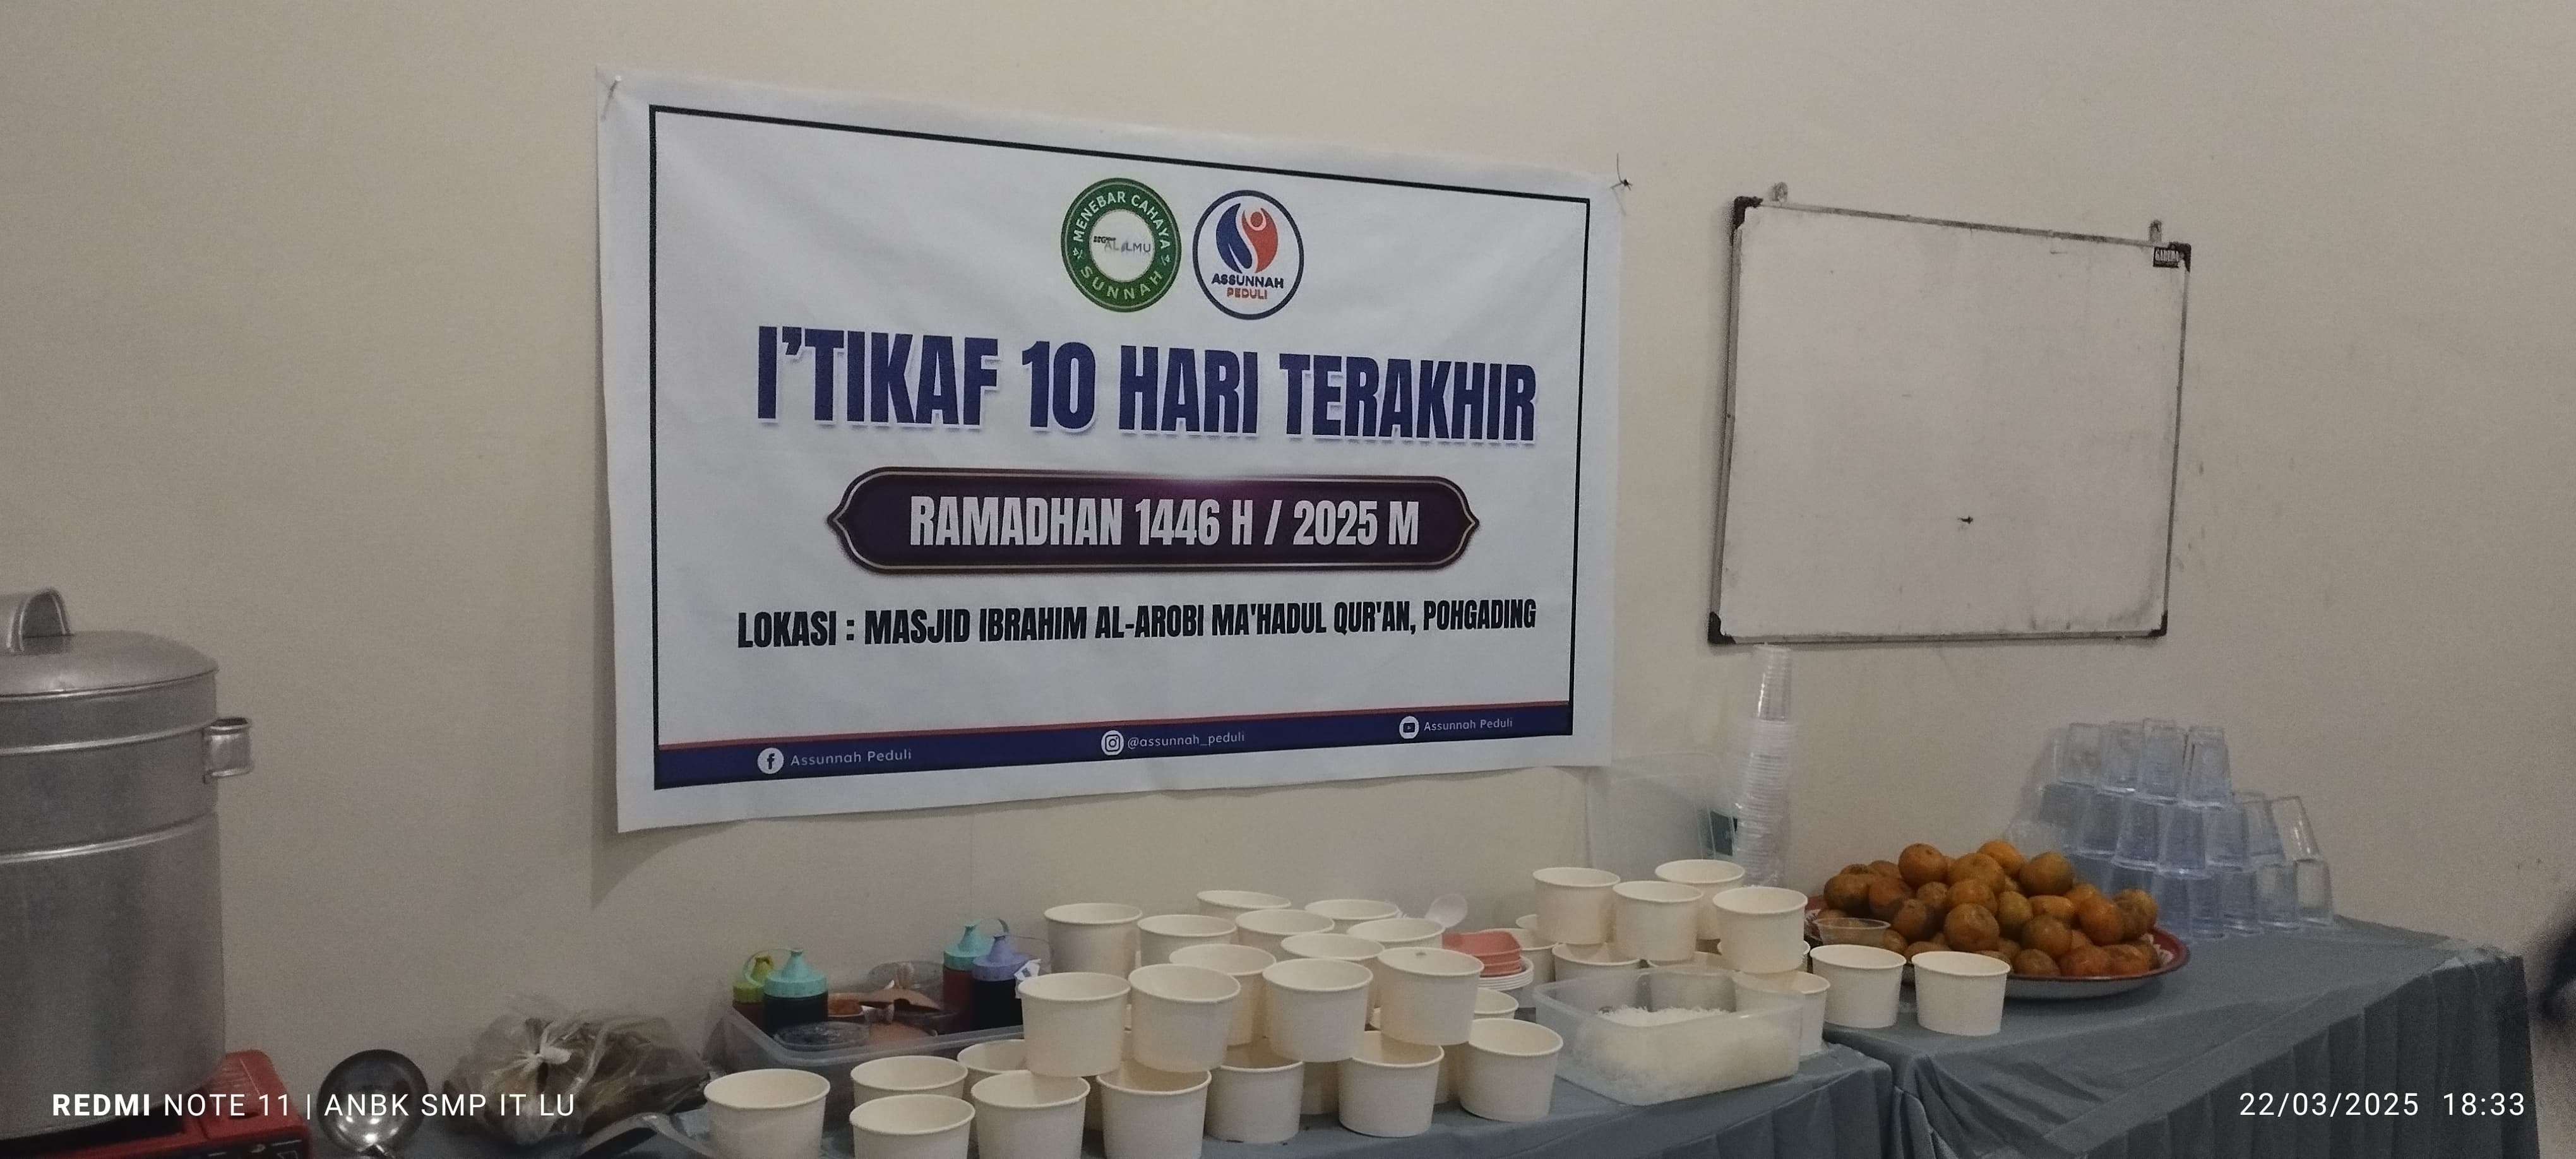 MENEBAR CAHAYA
SUNNAH
AL ILMU
ASSUNNAH
PEDULI
I'TIKAF 10 HARI TERAKHIR
RAMADHAN 1446 H / 2025 M
LOKASI : MASJID IBRAHIM AL-AROBI MA'HADUL QUR'AN, POHGADING
Assunnah Peduli
@assunnah_peduli
Assunnah Peduli
REDMI NOTE 11 | ANBK SMP IT LU
22/03/2025 18:33